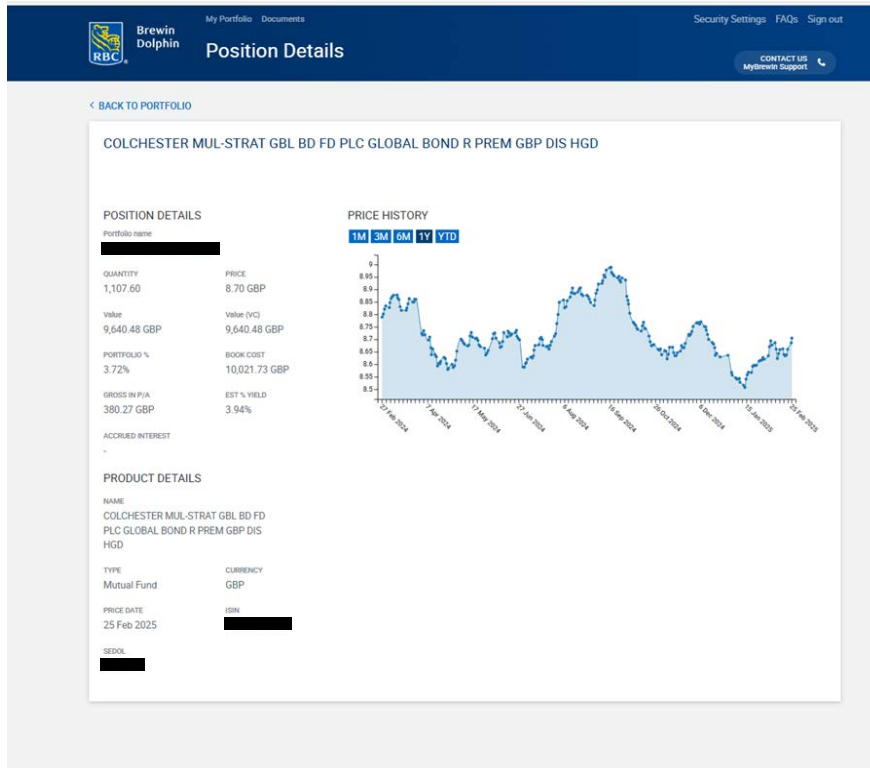 My Portfolio Documents
Security Settings FAQs Sign out
Brewin
Dolphin
RBC
Position Details
CONTACT US
MyBrewin Support
< BACK TO PORTFOLIO
COLCHESTER MUL-STRAT GBL BD FD PLC GLOBAL BOND R PREM GBP DIS HGD
POSITION DETAILS
Portfolio name
QUANTITY PRICE
1,107.60 8.70 GBP
Value Value (VC)
9,640.48 GBP 9,640.48 GBP
PORTFOLIO % BOOK COST
3.72% 10,021.73 GBP
GROSS IN P/A EST % YIELD
380.27 GBP 3.94%
ACCRUED INTEREST
-
PRICE HISTORY
1M 3M 6M 1Y YTD
9
8.95
8.9
8.85
8.8
8.75
8.7
8.65
8.6
8.55
8.5
27 Feb 2024 7 Apr 2024 17 May 2024 27 Jun 2024 6 Aug 2024 16 Sep 2024 26 Oct 2024 6 Dec 2024 15 Jan 2025 25 Feb 2025
PRODUCT DETAILS
NAME
COLCHESTER MUL-STRAT GBL BD FD
PLC GLOBAL BOND R PREM GBP DIS
HGD
TYPE CURRENCY
Mutual Fund GBP
PRICE DATE ISIN
25 Feb 2025
SEDOL